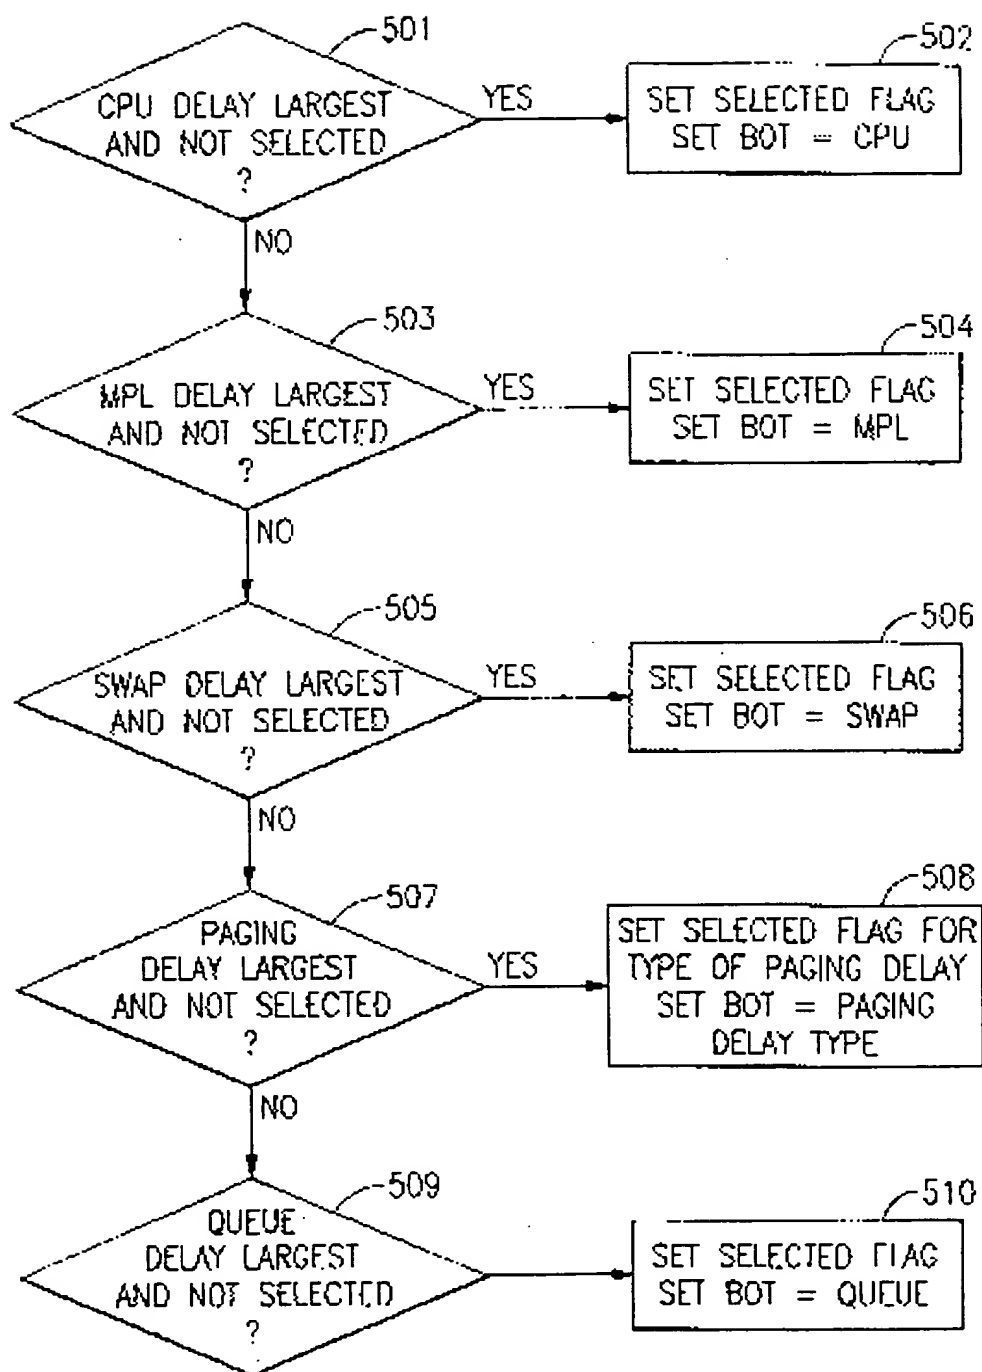 501
CPU DELAY LARGEST
AND NOT SELECTED
?
YES
502
SET SELECTED FLAG
SET BOT = CPU
NO
503
MPL DELAY LARGEST
AND NOT SELECTED
?
YES
504
SET SELECTED FLAG
SET BOT = MPL
NO
505
SWAP DELAY LARGEST
AND NOT SELECTED
?
YES
506
SET SELECTED FLAG
SET BOT = SWAP
NO
507
PAGING
DELAY LARGEST
AND NOT SELECTED
?
YES
508
SET SELECTED FLAG FOR
TYPE OF PAGING DELAY
SET BOT = PAGING
DELAY TYPE
NO
509
QUEUE
DELAY LARGEST
AND NOT SELECTED
?
510
SET SELECTED FLAG
SET BOT = QUEUE